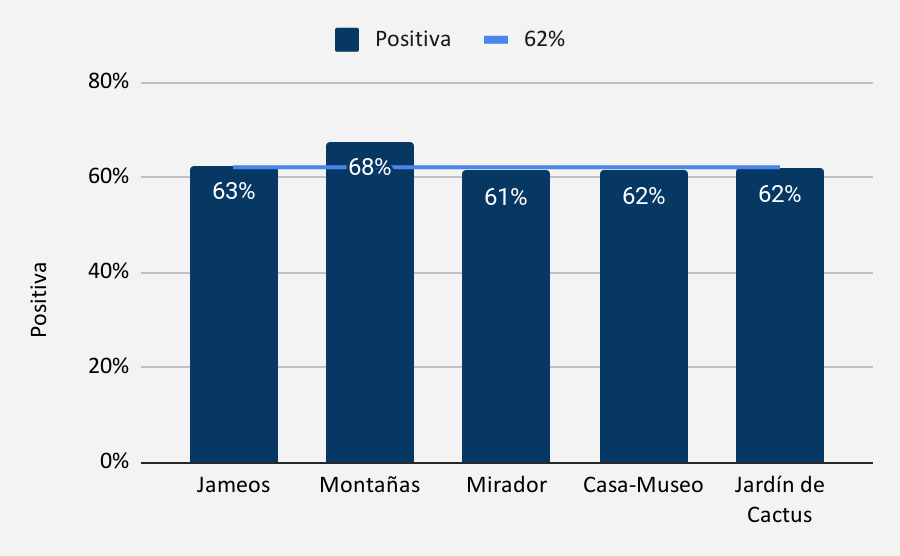 Positiva 62%
80%
60%
40%
20%
0%
Positiva
63%
68%
61%
62%
62%
Jameos Montañas Mirador Casa-Museo Jardín de
Cactus